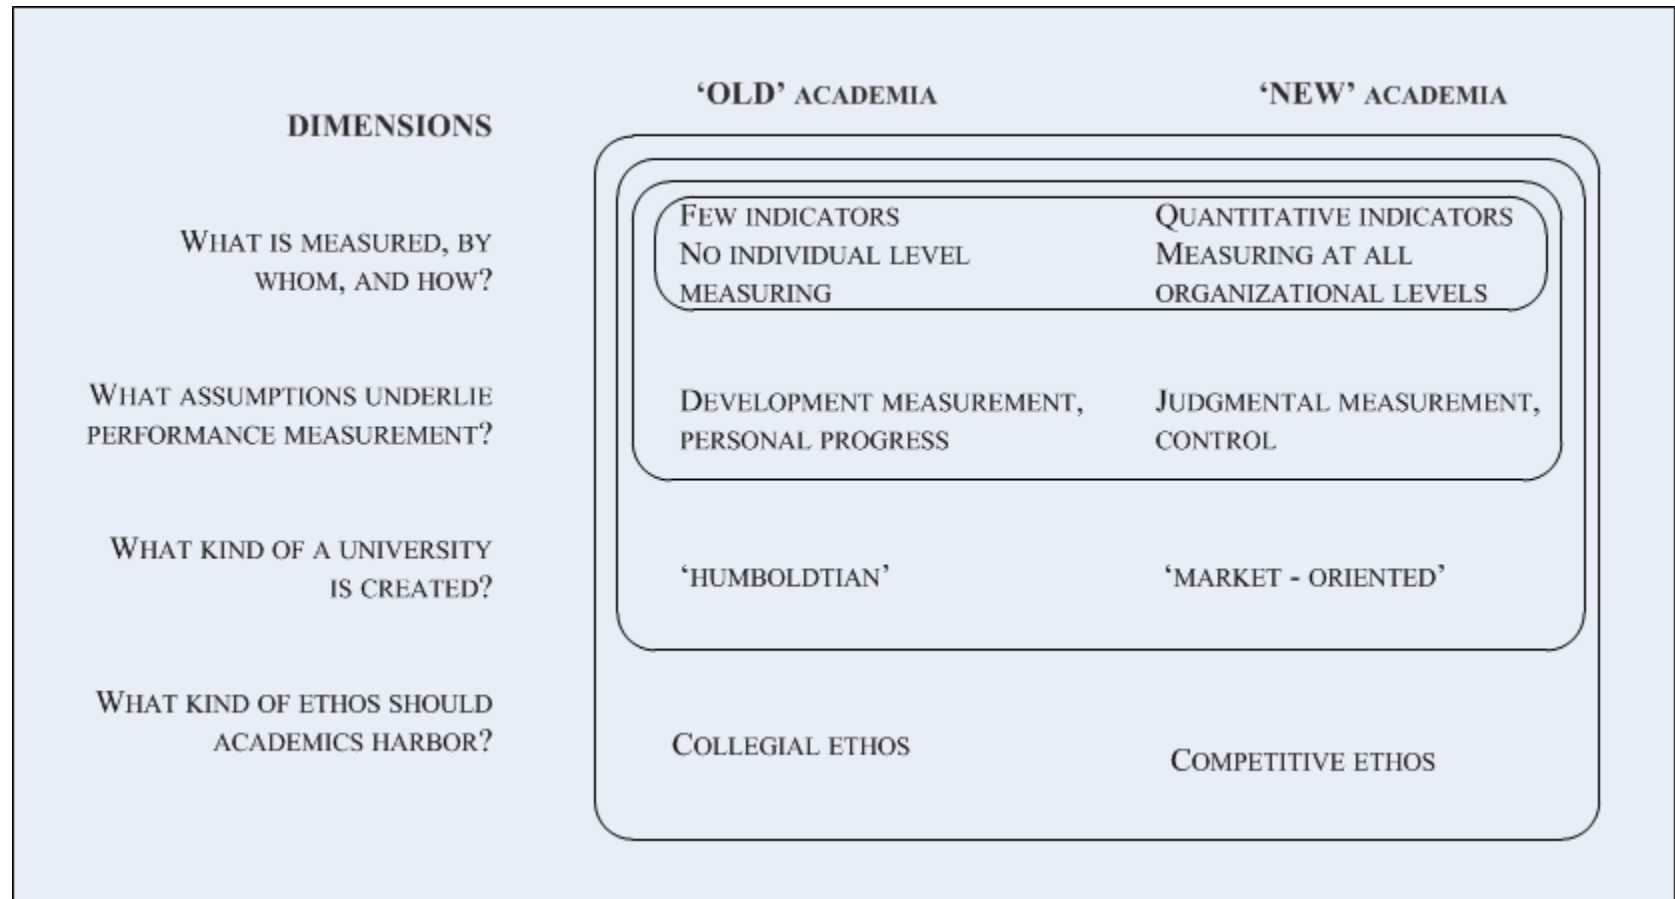 ‘OLD’ ACADEMIA
‘NEW’ ACADEMIA
DIMENSIONS
WHAT IS MEASURED, BY
WHOM, AND HOW?
FEW INDICATORS
NO INDIVIDUAL LEVEL
MEASURING
QUANTITATIVE INDICATORS
MEASURING AT ALL
ORGANIZATIONAL LEVELS
WHAT ASSUMPTIONS UNDERLIE
PERFORMANCE MEASUREMENT?
DEVELOPMENT MEASUREMENT,
PERSONAL PROGRESS
JUDGMENTAL MEASUREMENT,
CONTROL
WHAT KIND OF A UNIVERSITY
IS CREATED?
‘HUMBOLDTIAN’
‘MARKET - ORIENTED’
WHAT KIND OF ETHOS SHOULD
ACADEMICS HARBOR?
COLLEGIAL ETHOS
COMPETITIVE ETHOS